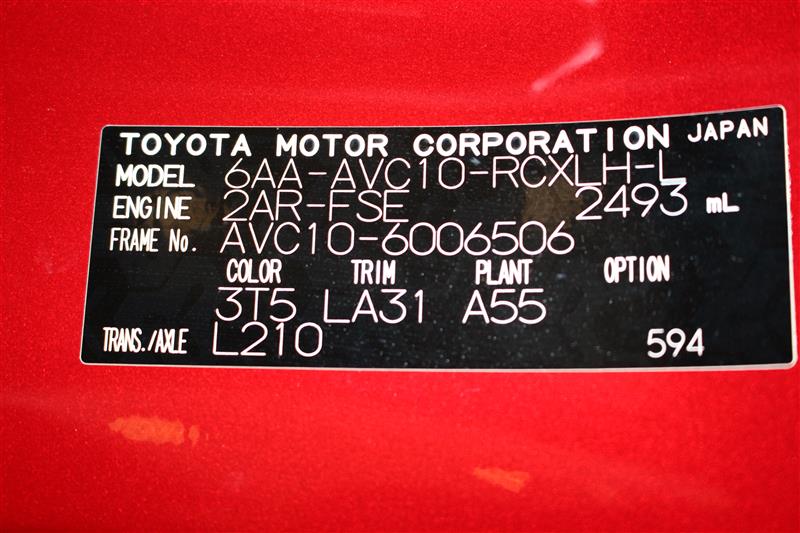 TOYOTA MOTOR CORPORATION JAPAN
MODEL 6AA-AVC10-RCXLH-L
ENGINE 2AR-FSE 2493 mL
FRAME No. AVC10-6006506
COLOR TRIM PLANT OPTION
3T5 LA31 A55
TRANS./AXLE L210 594